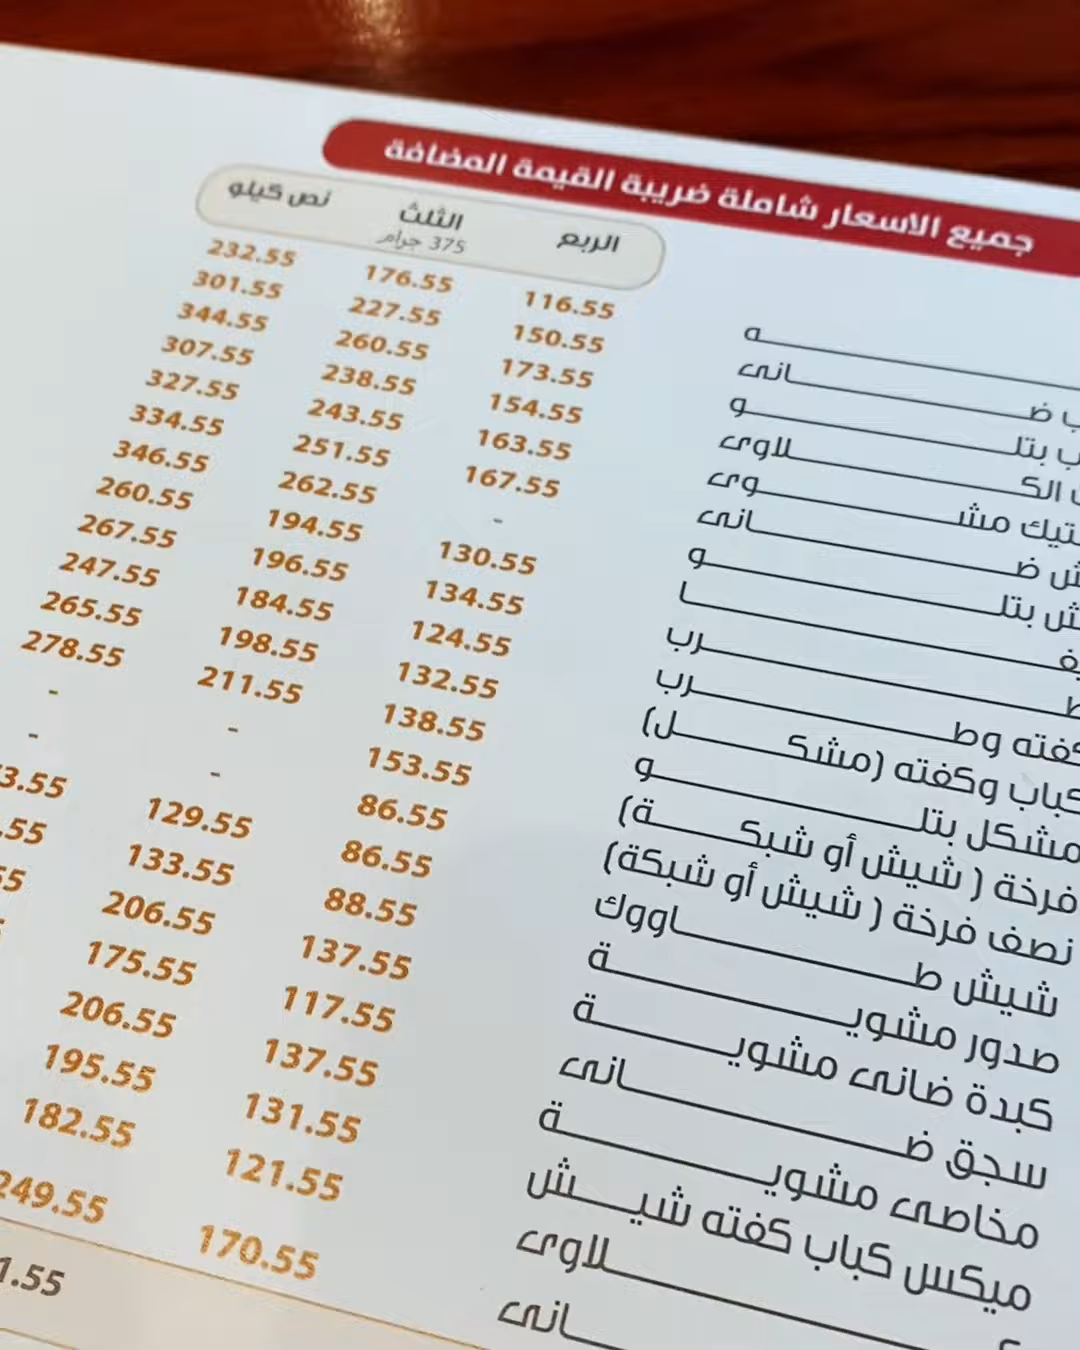 جميع الاسعار شاملة ضريبة القيمة المضافة
الربع الثلث نص كيلو
375 جرام
116.55 176.55 232.55
ضـــانى 150.55 227.55 301.55
بتلـــو 173.55 260.55 344.55
الكـــلاوى 154.55 238.55 307.55
مشـــوى 163.55 243.55 327.55
ضـــانى 167.55 251.55 334.55
بتلـــو - 262.55 346.55
130.55 194.55 260.55
134.55 196.55 267.55
كفته وطـــرب 124.55 184.55 247.55
كباب وكفته (مشكـــل) 132.55 198.55 265.55
مشكل بتلـــو 138.55 211.55 278.55
فرخة ( شيش أو شبكـــة) 153.55 - -
نصف فرخة ( شيش أو شبكة) 86.55 - -
شيش طـــاووك 86.55 129.55
صدور مشويـــة 88.55 133.55
كبدة ضانى مشويـــة 137.55 206.55
سجق ضـــانى 117.55 175.55
مخاصى مشويـــة 137.55 206.55
ميكس كباب كفته شيـــش 131.55 195.55
121.55 182.55
170.55 249.55